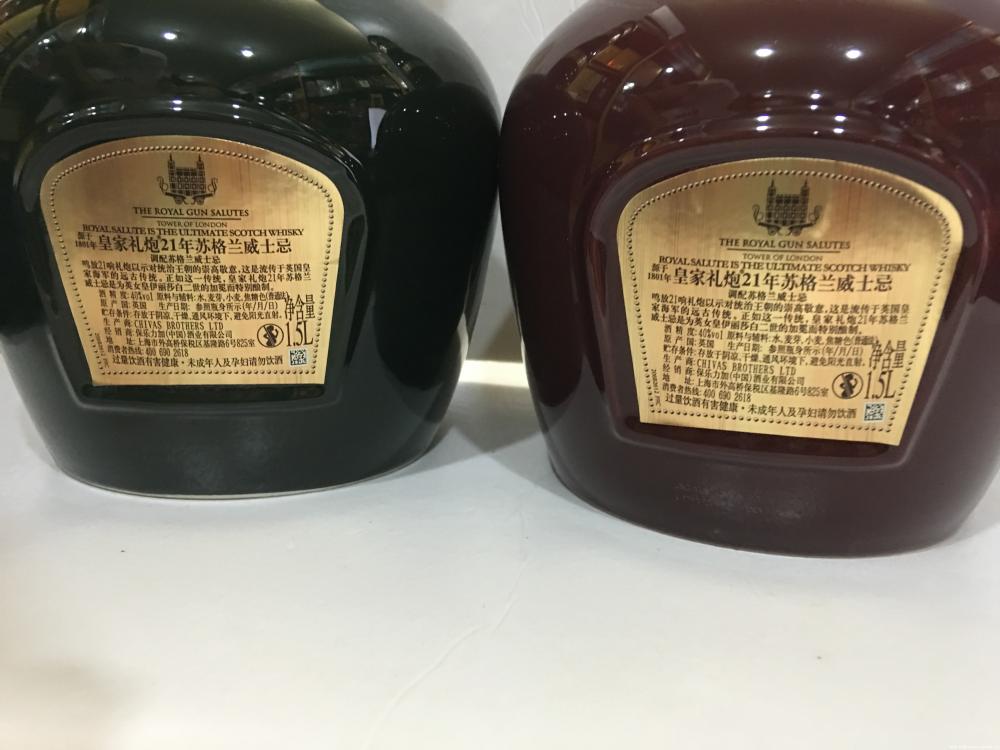 THE ROYAL GUN SALUTES
TOWER OF LONDON
ROYAL SALUTE IS THE ULTIMATE SCOTCH WHISKY
源于
1801年
皇家礼炮21年苏格兰威士忌
调配苏格兰威士忌
鸣放21响礼炮以示对统治王朝的崇高敬意,这是流传于英国皇
家海军的远古传统。正如这一传统,皇家礼炮21年苏格兰
威士忌是为英女皇伊丽莎白二世的加冕而特别酿制。
酒精度:40%vol 原料与辅料:水,麦芽,小麦,焦糖色(普通法)
原产国:英国 生产日期:参照瓶身所示(年/月/日)
贮存条件:存放于阴凉,干燥,通风环境下,避免阳光直射。
生产商:CHIVAS BROTHERS LTD
经销商:保乐力加(中国)酒业有限公司
地址:上海市外高桥保税区基隆路6号825室
消费者热线:400 690 2618
过量饮酒有害健康·未成年人及孕妇请勿饮酒
净含量
1.5L
THE ROYAL GUN SALUTES
TOWER OF LONDON
ROYAL SALUTE IS THE ULTIMATE SCOTCH WHISKY
源于
1801年
皇家礼炮21年苏格兰威士忌
调配苏格兰威士忌
鸣放21响礼炮以示对统治王朝的崇高敬意,这是流传于英国皇
家海军的远古传统。正如这一传统,皇家礼炮21年苏格兰
威士忌是为英女皇伊丽莎白二世的加冕而特别酿制。
酒精度:40%vol 原料与辅料:水,麦芽,小麦,焦糖色(普通法)
原产国:英国 生产日期:参照瓶身所示(年/月/日)
贮存条件:存放于阴凉,干燥,通风环境下,避免阳光直射。
生产商:CHIVAS BROTHERS LTD
经销商:保乐力加(中国)酒业有限公司
地址:上海市外高桥保税区基隆路6号825室
消费者热线:400 690 2618
过量饮酒有害健康·未成年人及孕妇请勿饮酒
净含量
1.5L